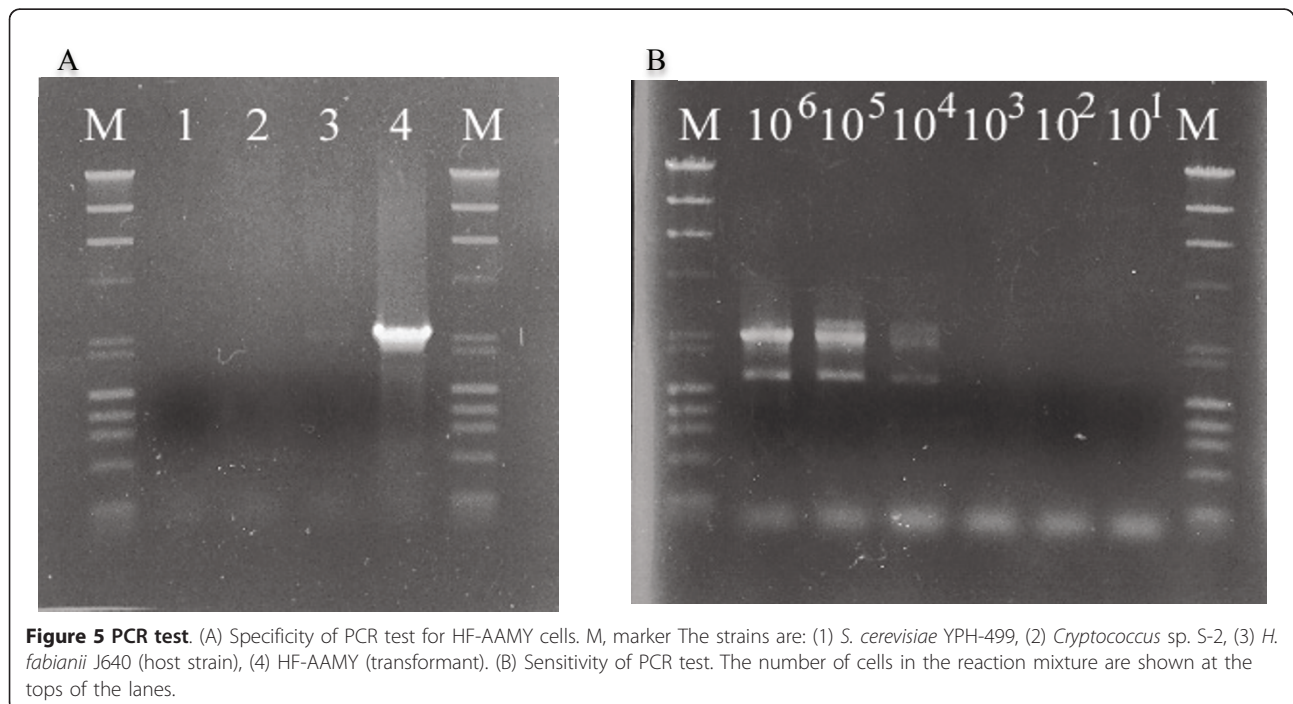 A
M 1 2 3 4 M
B
M 10^6 10^5 10^4 10^3 10^2 10^1 M
Figure 5 PCR test. (A) Specificity of PCR test for HF-AAMY cells. M, marker The strains are: (1) S. cerevisiae YPH-499, (2) Cryptococcus sp. S-2, (3) H.
fabianii J640 (host strain), (4) HF-AAMY (transformant). (B) Sensitivity of PCR test. The number of cells in the reaction mixture are shown at the
tops of the lanes.